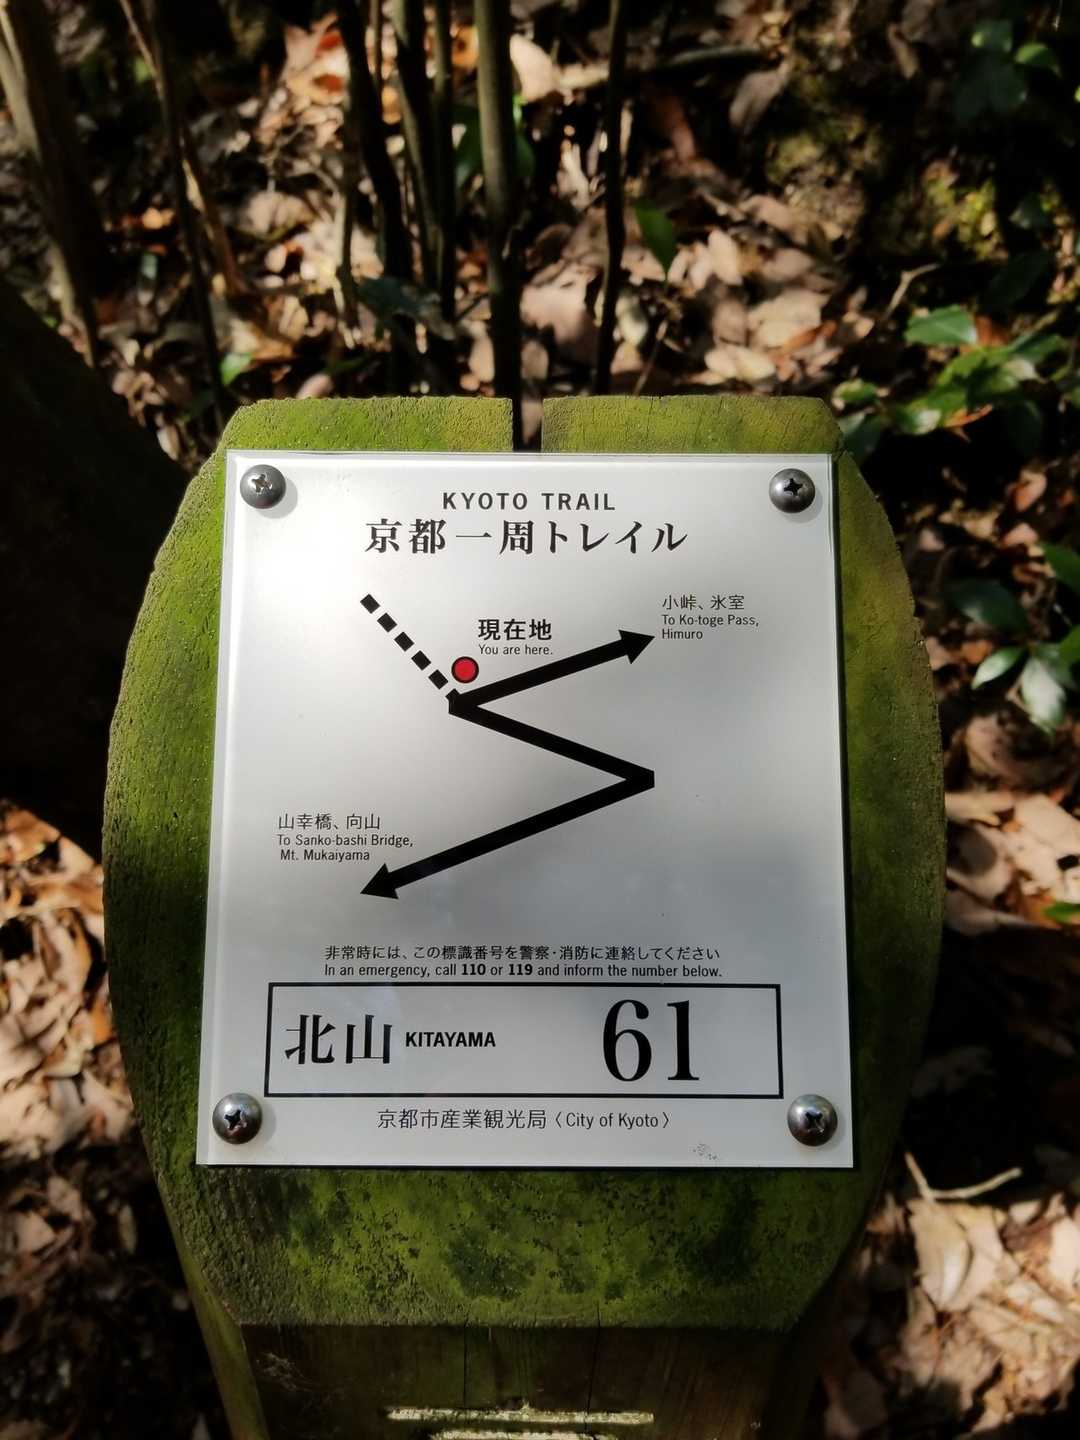 KYOTO TRAIL
京都一周トレイル
小峠、氷室
To Ko-toge Pass,
Himuro
現在地
You are here.
山幸橋、向山
To Sanko-bashi Bridge,
Mt. Mukaiyama
非常時には、この標識番号を警察・消防に連絡してください
In an emergency, call 110 or 119 and inform the number below.
北山 KITAYAMA 61
京都市産業観光局〈City of Kyoto〉